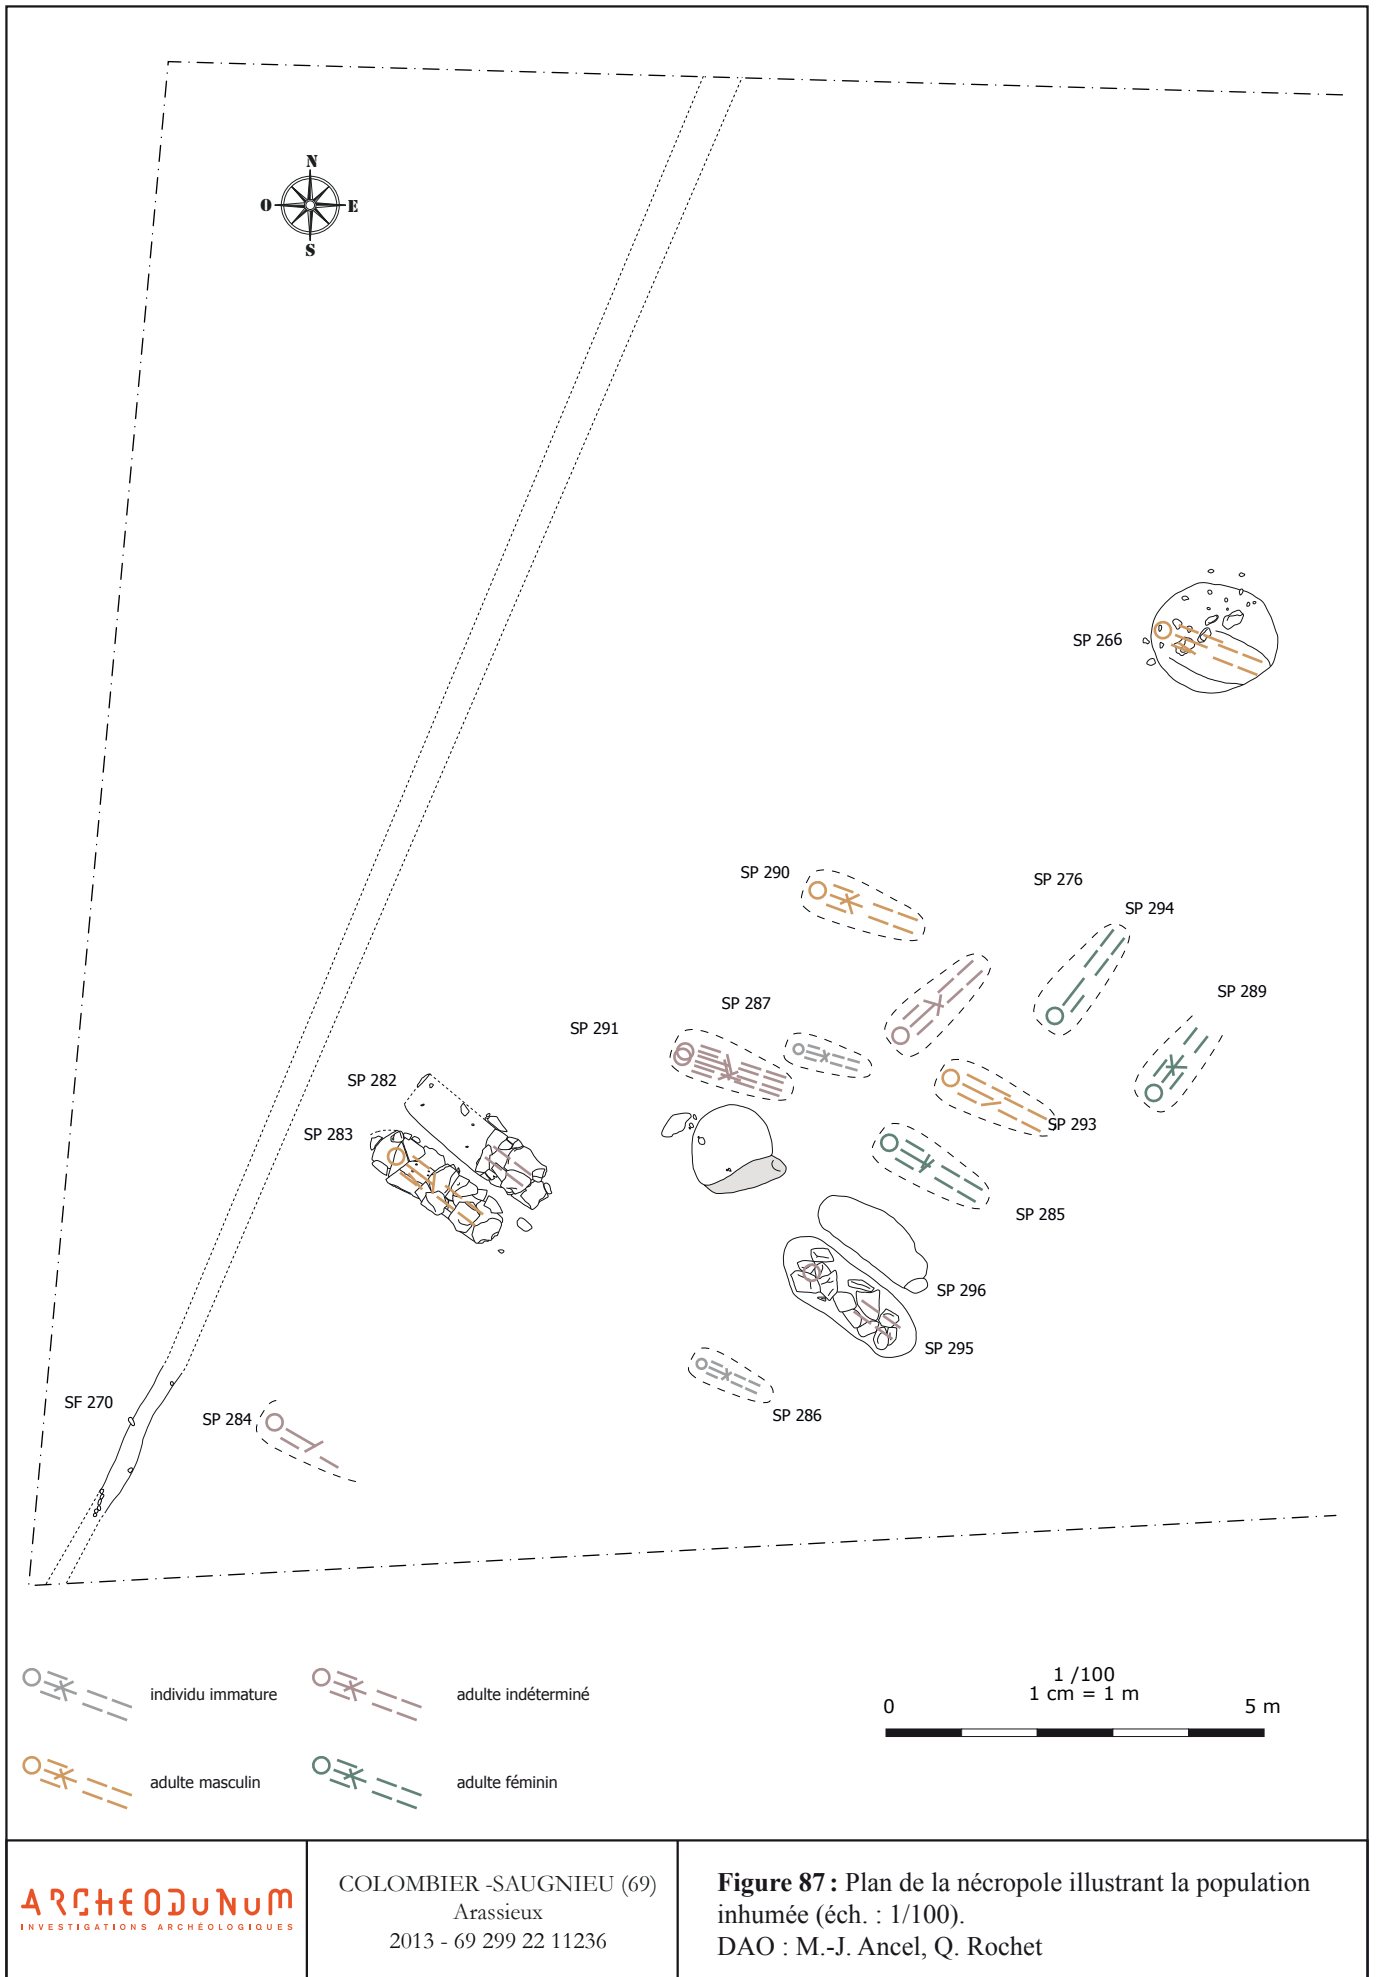 N
O E
S
SP 266
SP 290
SP 276
SP 294
SP 289
SP 287
SP 291
SP 282
SP 283
SP 293
SP 285
SP 296
SP 295
SF 270
SP 284
SP 286
individu immature
adulte indéterminé
adulte masculin
adulte féminin
1 /100
1 cm = 1 m
0 5 m
ARCHEODUNUM
INVESTIGATIONS ARCHÉOLOGIQUES
COLOMBIER -SAUGNIEU (69)
Arassieux
2013 - 69 299 22 11236
Figure 87 : Plan de la nécropole illustrant la population
inhumée (éch. : 1/100).
DAO : M.-J. Ancel, Q. Rochet